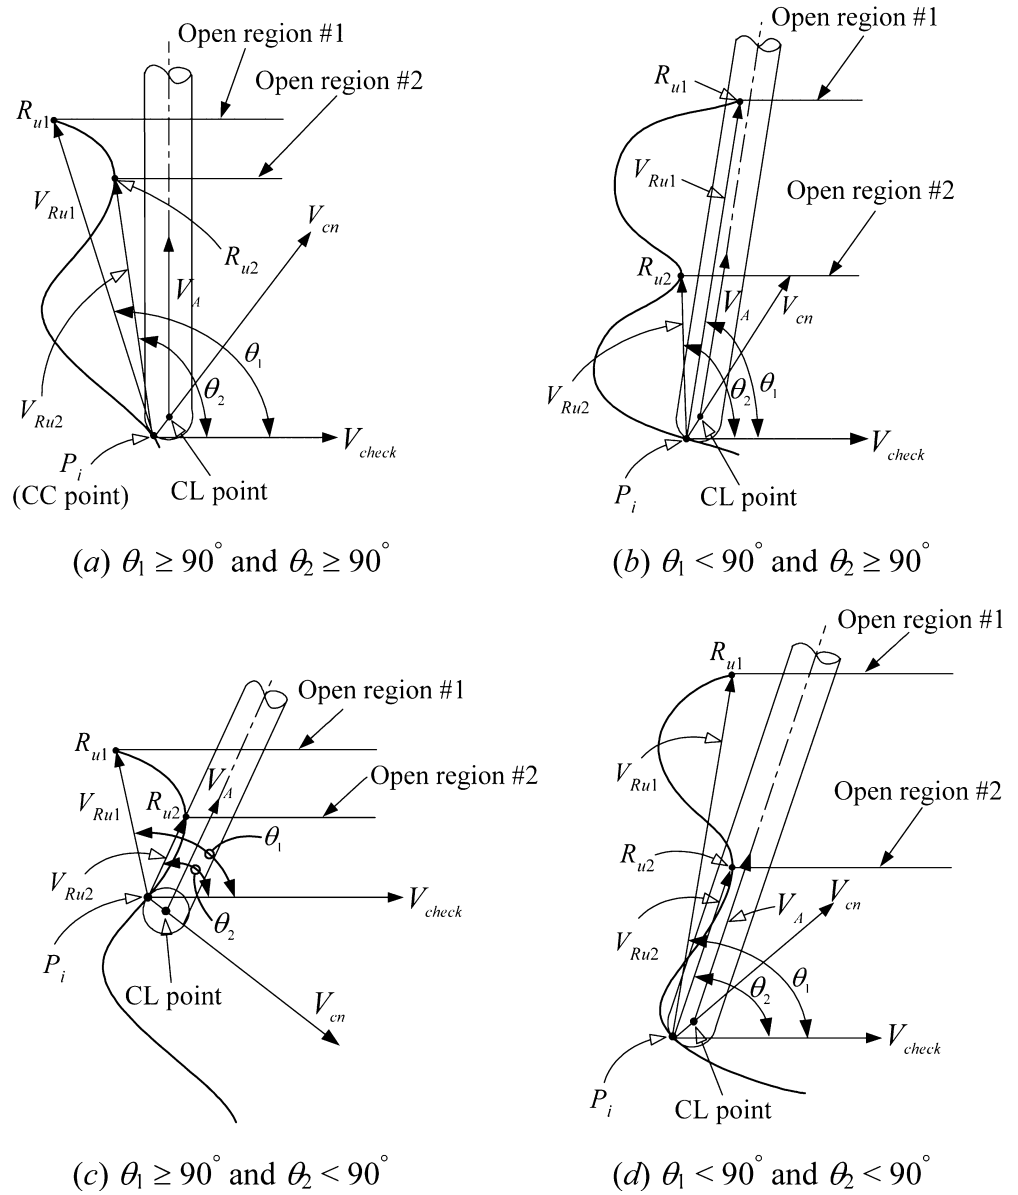 Open region #1
Open region #2
R_u1
V_Ru1
V_cn
R_u2
V_A
θ_1
θ_2
V_Ru2
V_check
P_i
(CC point)
CL point
(a) θ_1 ≥ 90° and θ_2 ≥ 90°
Open region #1
R_u1
V_Ru1
Open region #2
R_u2
V_A
V_cn
θ_1
θ_2
V_Ru2
V_check
P_i
CL point
(b) θ_1 < 90° and θ_2 ≥ 90°
Open region #1
R_u1
Open region #2
V_A
V_Ru1
R_u2
θ_1
V_Ru2
V_check
θ_2
P_i
CL point
V_cn
(c) θ_1 ≥ 90° and θ_2 < 90°
Open region #1
R_u1
V_Ru1
Open region #2
R_u2
V_A
V_cn
V_Ru2
θ_1
θ_2
V_check
P_i
CL point
(d) θ_1 < 90° and θ_2 < 90°